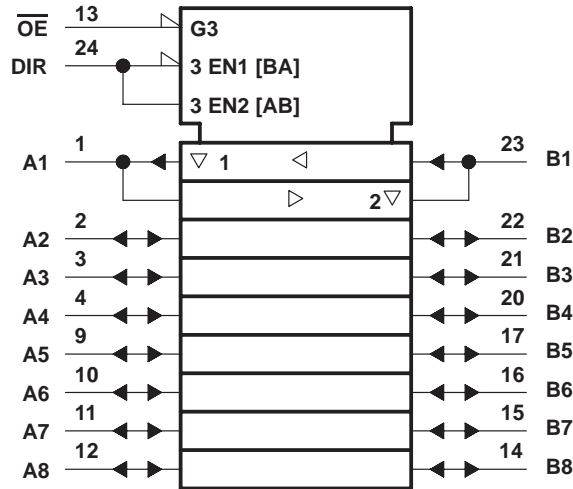 OE 13 G3
DIR 24 3 EN1 [BA]
3 EN2 [AB]
A1 1 1 23 B1
2
A2 2 22 B2
A3 3 21 B3
A4 4 20 B4
A5 9 17 B5
A6 10 16 B6
A7 11 15 B7
A8 12 14 B8